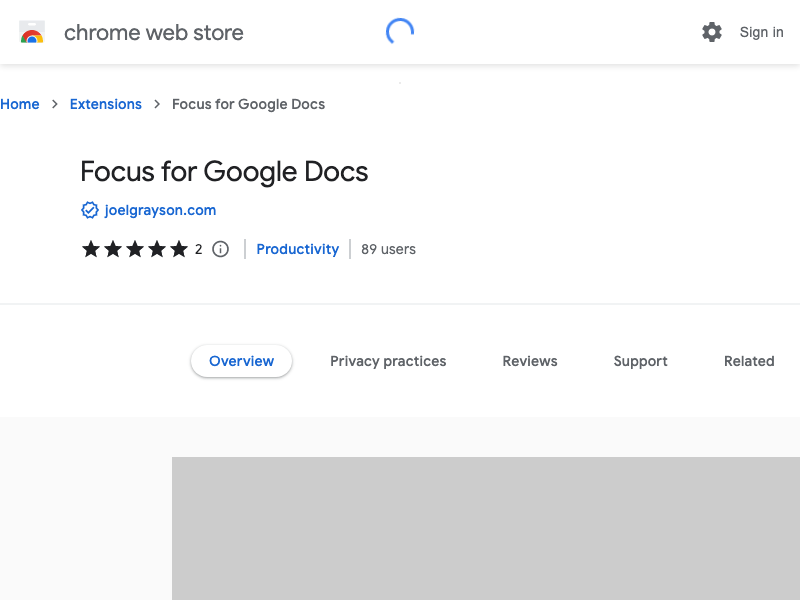 chrome web store
Sign in
Home > Extensions > Focus for Google Docs
Focus for Google Docs
joelgrayson.com
2 | Productivity | 89 users
Overview Privacy practices Reviews Support Related